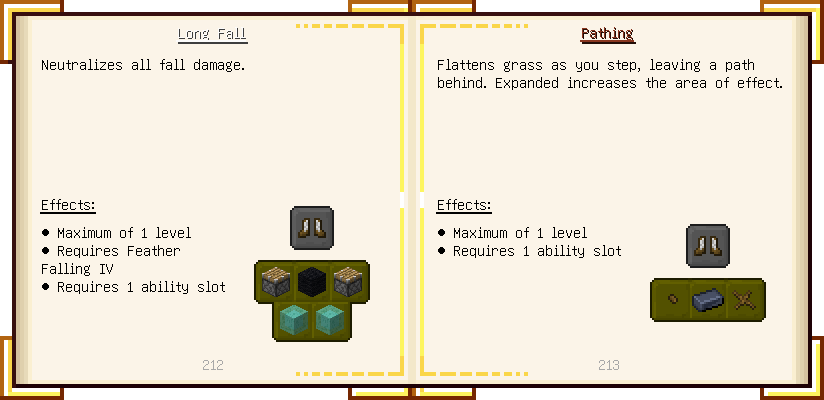 Long Fall
Neutralizes all fall damage.
Effects:
● Maximum of 1 level
● Requires Feather
Falling IV
● Requires 1 ability slot
212
Pathing
Flattens grass as you step, leaving a path
behind. Expanded increases the area of effect.
Effects:
● Maximum of 1 level
● Requires 1 ability slot
213